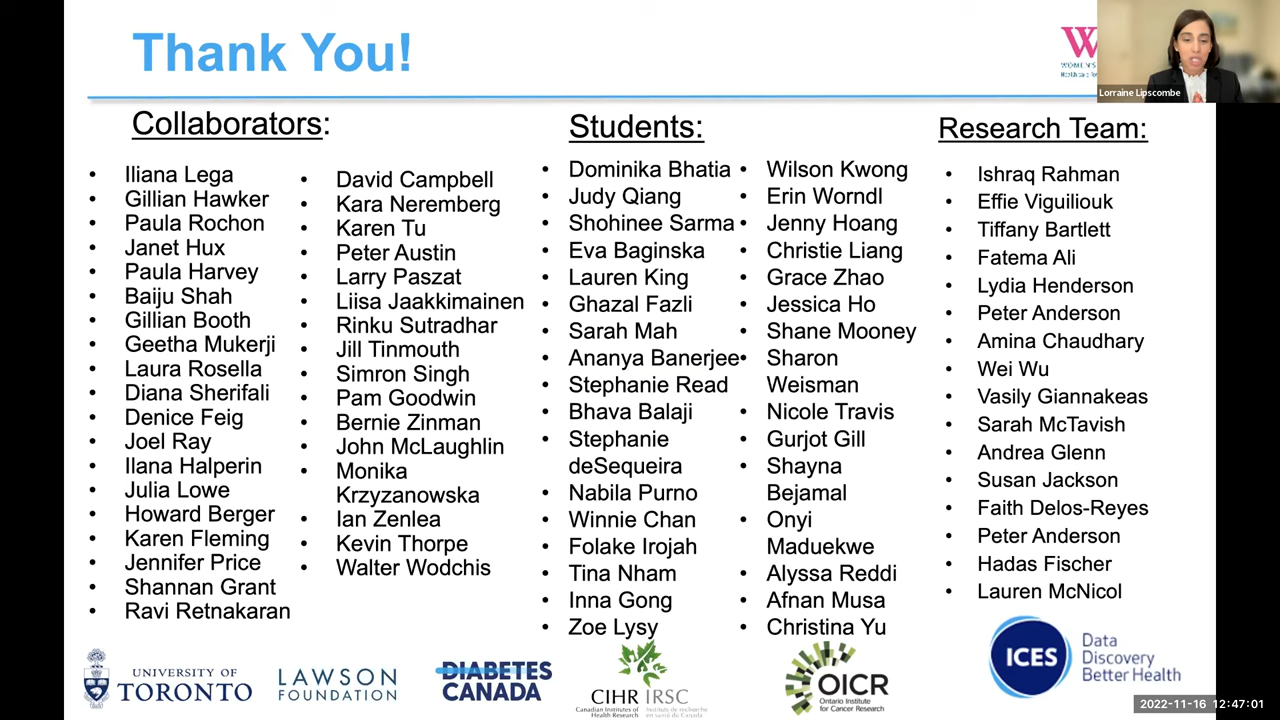 Thank You!
W
Lorraine Lipscombe
Collaborators:
Iliana Lega
Gillian Hawker
Paula Rochon
Janet Hux
Paula Harvey
Baiju Shah
Gillian Booth
Geetha Mukerji
Laura Rosella
Diana Sherifali
Denice Feig
Joel Ray
Ilana Halperin
Julia Lowe
Howard Berger
Karen Fleming
Jennifer Price
Shannan Grant
Ravi Retnakaran
David Campbell
Kara Neremberg
Karen Tu
Peter Austin
Larry Paszat
Liisa Jaakkimainen
Rinku Sutradhar
Jill Tinmouth
Simron Singh
Pam Goodwin
Bernie Zinman
John McLaughlin
Monika
Krzyzanowska
Ian Zenlea
Kevin Thorpe
Walter Wodchis
Students:
Dominika Bhatia
Judy Qiang
Shohinee Sarma
Eva Baginska
Lauren King
Ghazal Fazli
Sarah Mah
Ananya Banerjee
Stephanie Read
Bhava Balaji
Stephanie
deSequeira
Nabila Purno
Winnie Chan
Folake Irojah
Tina Nham
Inna Gong
Zoe Lysy
Wilson Kwong
Erin Worndl
Jenny Hoang
Christie Liang
Grace Zhao
Jessica Ho
Shane Mooney
Sharon
Weisman
Nicole Travis
Gurjot Gill
Shayna
Bejamal
Onyi
Maduekwe
Alyssa Reddi
Afnan Musa
Christina Yu
Research Team:
Ishraq Rahman
Effie Viguiliouk
Tiffany Bartlett
Fatema Ali
Lydia Henderson
Peter Anderson
Amina Chaudhary
Wei Wu
Vasily Giannakeas
Sarah McTavish
Andrea Glenn
Susan Jackson
Faith Delos-Reyes
Peter Anderson
Hadas Fischer
Lauren McNicol
UNIVERSITY OF
TORONTO
LAWSON
FOUNDATION
DIABETES
CANADA
CIHR IRSC
Canadian Institutes of
Health Research
Instituts de recherche
en santé du Canada
OICR
Ontario Institute
for Cancer Research
ICES
Data
Discovery
Better Health
2022-11-16 12:47:01